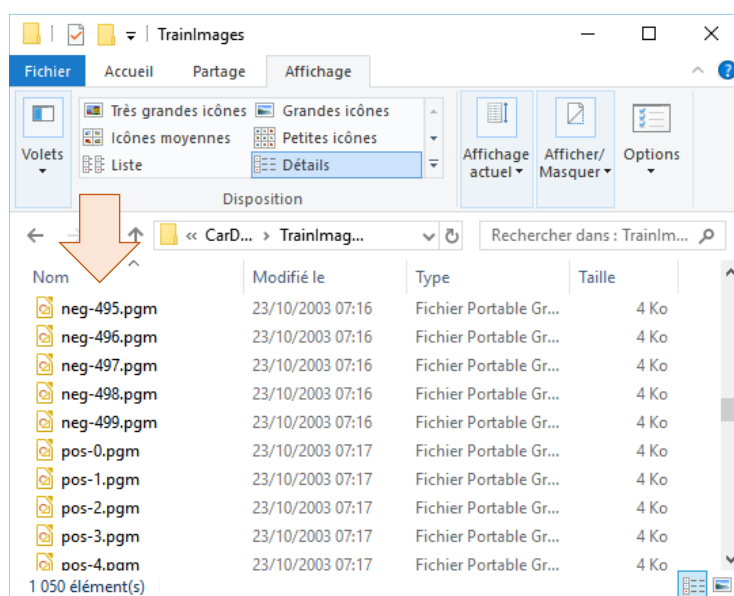 TrainImages
Fichier Accueil Partage Affichage
Très grandes icônes Grandes icônes
Icônes moyennes Petites icônes
Liste Détails
Volets
Affichage actuel
Afficher/ Masquer
Options
Disposition
« CarD... › TrainImag... Rechercher dans : TrainIm...
Nom Modifié le Type Taille
neg-495.pgm 23/10/2003 07:16 Fichier Portable Gr... 4 Ko
neg-496.pgm 23/10/2003 07:16 Fichier Portable Gr... 4 Ko
neg-497.pgm 23/10/2003 07:16 Fichier Portable Gr... 4 Ko
neg-498.pgm 23/10/2003 07:16 Fichier Portable Gr... 4 Ko
neg-499.pgm 23/10/2003 07:16 Fichier Portable Gr... 4 Ko
pos-0.pgm 23/10/2003 07:17 Fichier Portable Gr... 4 Ko
pos-1.pgm 23/10/2003 07:17 Fichier Portable Gr... 4 Ko
pos-2.pgm 23/10/2003 07:17 Fichier Portable Gr... 4 Ko
pos-3.pgm 23/10/2003 07:17 Fichier Portable Gr... 4 Ko
pos-4.pgm 23/10/2003 07:17 Fichier Portable Gr... 4 Ko
1 050 élément(s)